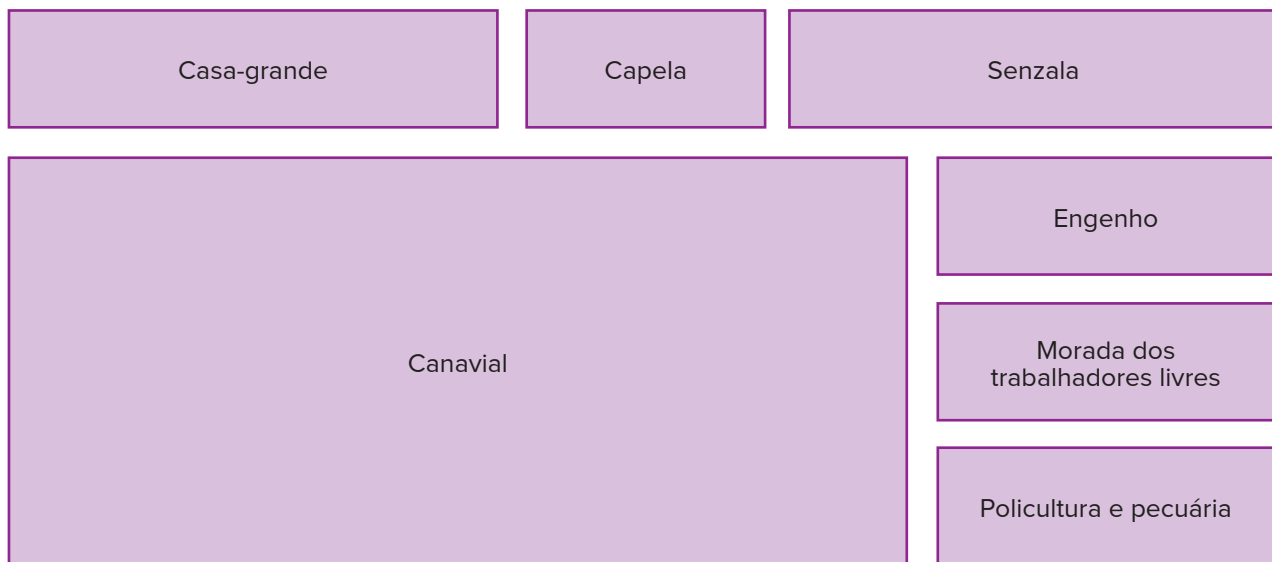 Casa-grande
Capela
Senzala
Canavial
Engenho
Morada dos
trabalhadores livres
Policultura e pecuária